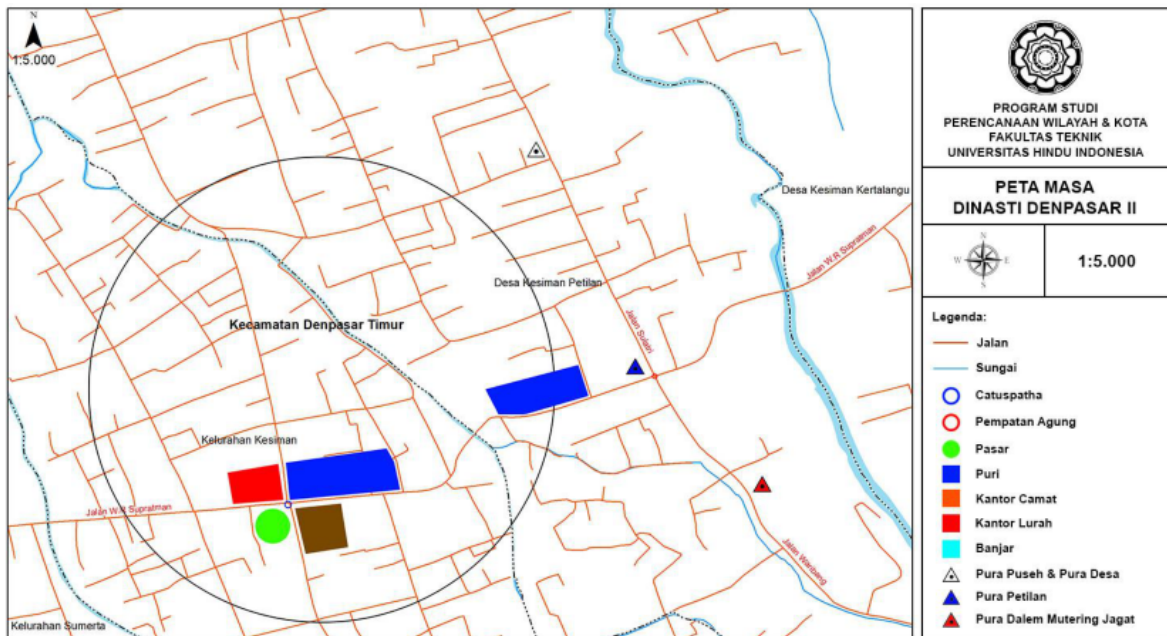 N
1:5.000
Desa Kesiman Kertalangu
Jalan W.R Supratman
Desa Kesiman Petilan
Jalan Sulatri
Kecamatan Denpasar Timur
Kelurahan Kesiman
Jalan W.R Supratman
Jalan Waribang
Kelurahan Sumerta
PROGRAM STUDI
PERENCANAAN WILAYAH & KOTA
FAKULTAS TEKNIK
UNIVERSITAS HINDU INDONESIA
PETA MASA
DINASTI DENPASAR II
N
W E
S
1:5.000
Legenda:
Jalan
Sungai
Catuspatha
Pempatan Agung
Pasar
Puri
Kantor Camat
Kantor Lurah
Banjar
Pura Puseh & Pura Desa
Pura Petilan
Pura Dalem Mutering Jagat